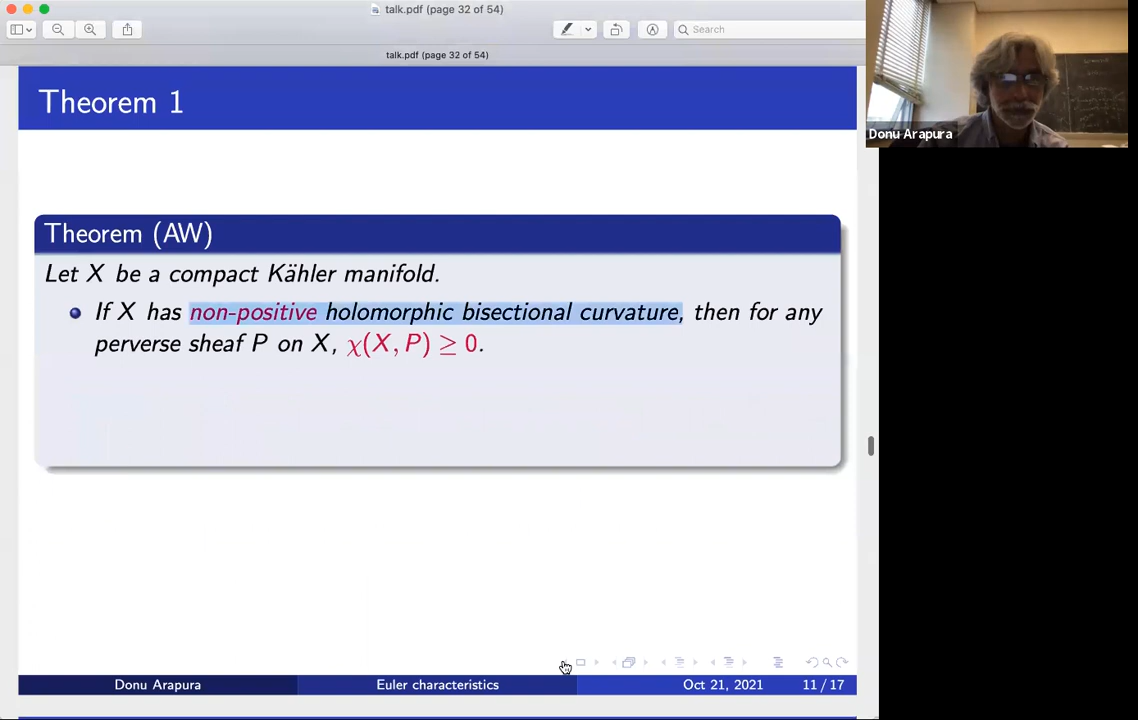 talk.pdf (page 32 of 54)
Search
talk.pdf (page 32 of 54)
Donu Arapura
Theorem 1
Theorem (AW)
Let X be a compact Kähler manifold.
If X has non-positive holomorphic bisectional curvature, then for any
perverse sheaf P on X, χ(X, P) ≥ 0.
Donu Arapura Euler characteristics Oct 21, 2021 11 / 17